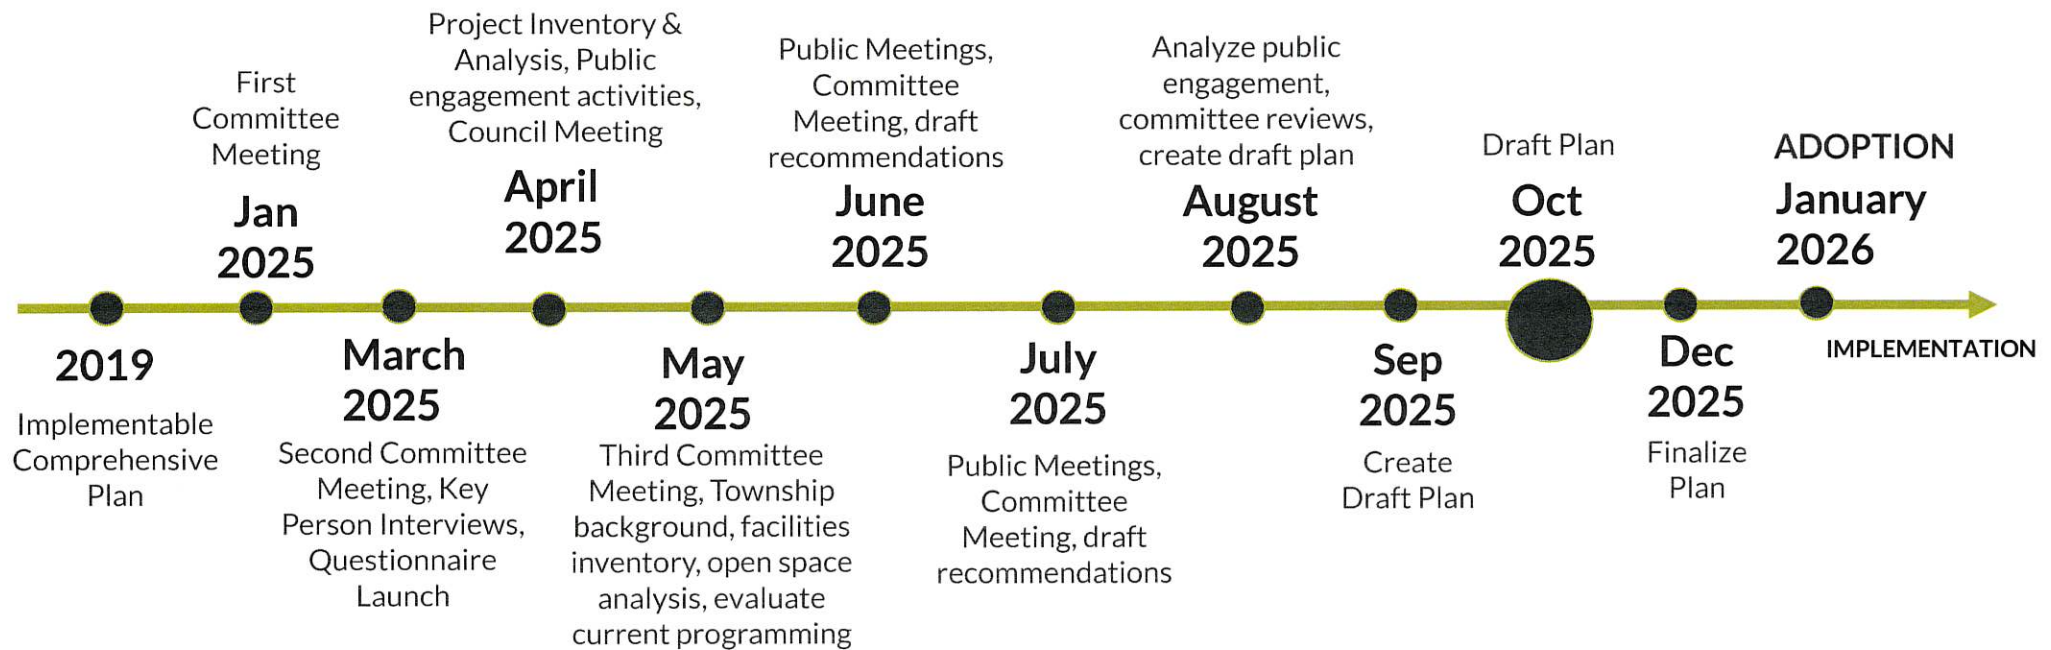 First
Committee
Meeting
Jan
2025
Project Inventory &
Analysis, Public
engagement activities,
Council Meeting
April
2025
Public Meetings,
Committee
Meeting, draft
recommendations
June
2025
Analyze public
engagement,
committee reviews,
create draft plan
August
2025
Draft Plan
Oct
2025
ADOPTION
January
2026
2019
Implementable
Comprehensive
Plan
March
2025
Second Committee
Meeting, Key
Person Interviews,
Questionnaire
Launch
May
2025
Third Committee
Meeting, Township
background, facilities
inventory, open space
analysis, evaluate
current programming
July
2025
Public Meetings,
Committee
Meeting, draft
recommendations
Sep
2025
Create
Draft Plan
Dec
2025
Finalize
Plan
IMPLEMENTATION